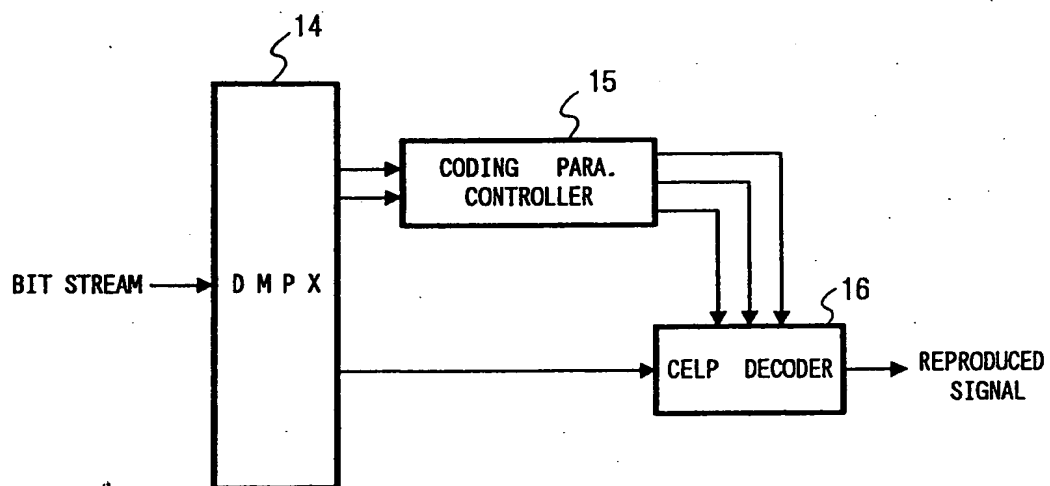 14
15
CODING PARA.
CONTROLLER
BIT STREAM
D M P X
16
CELP DECODER
REPRODUCED
SIGNAL